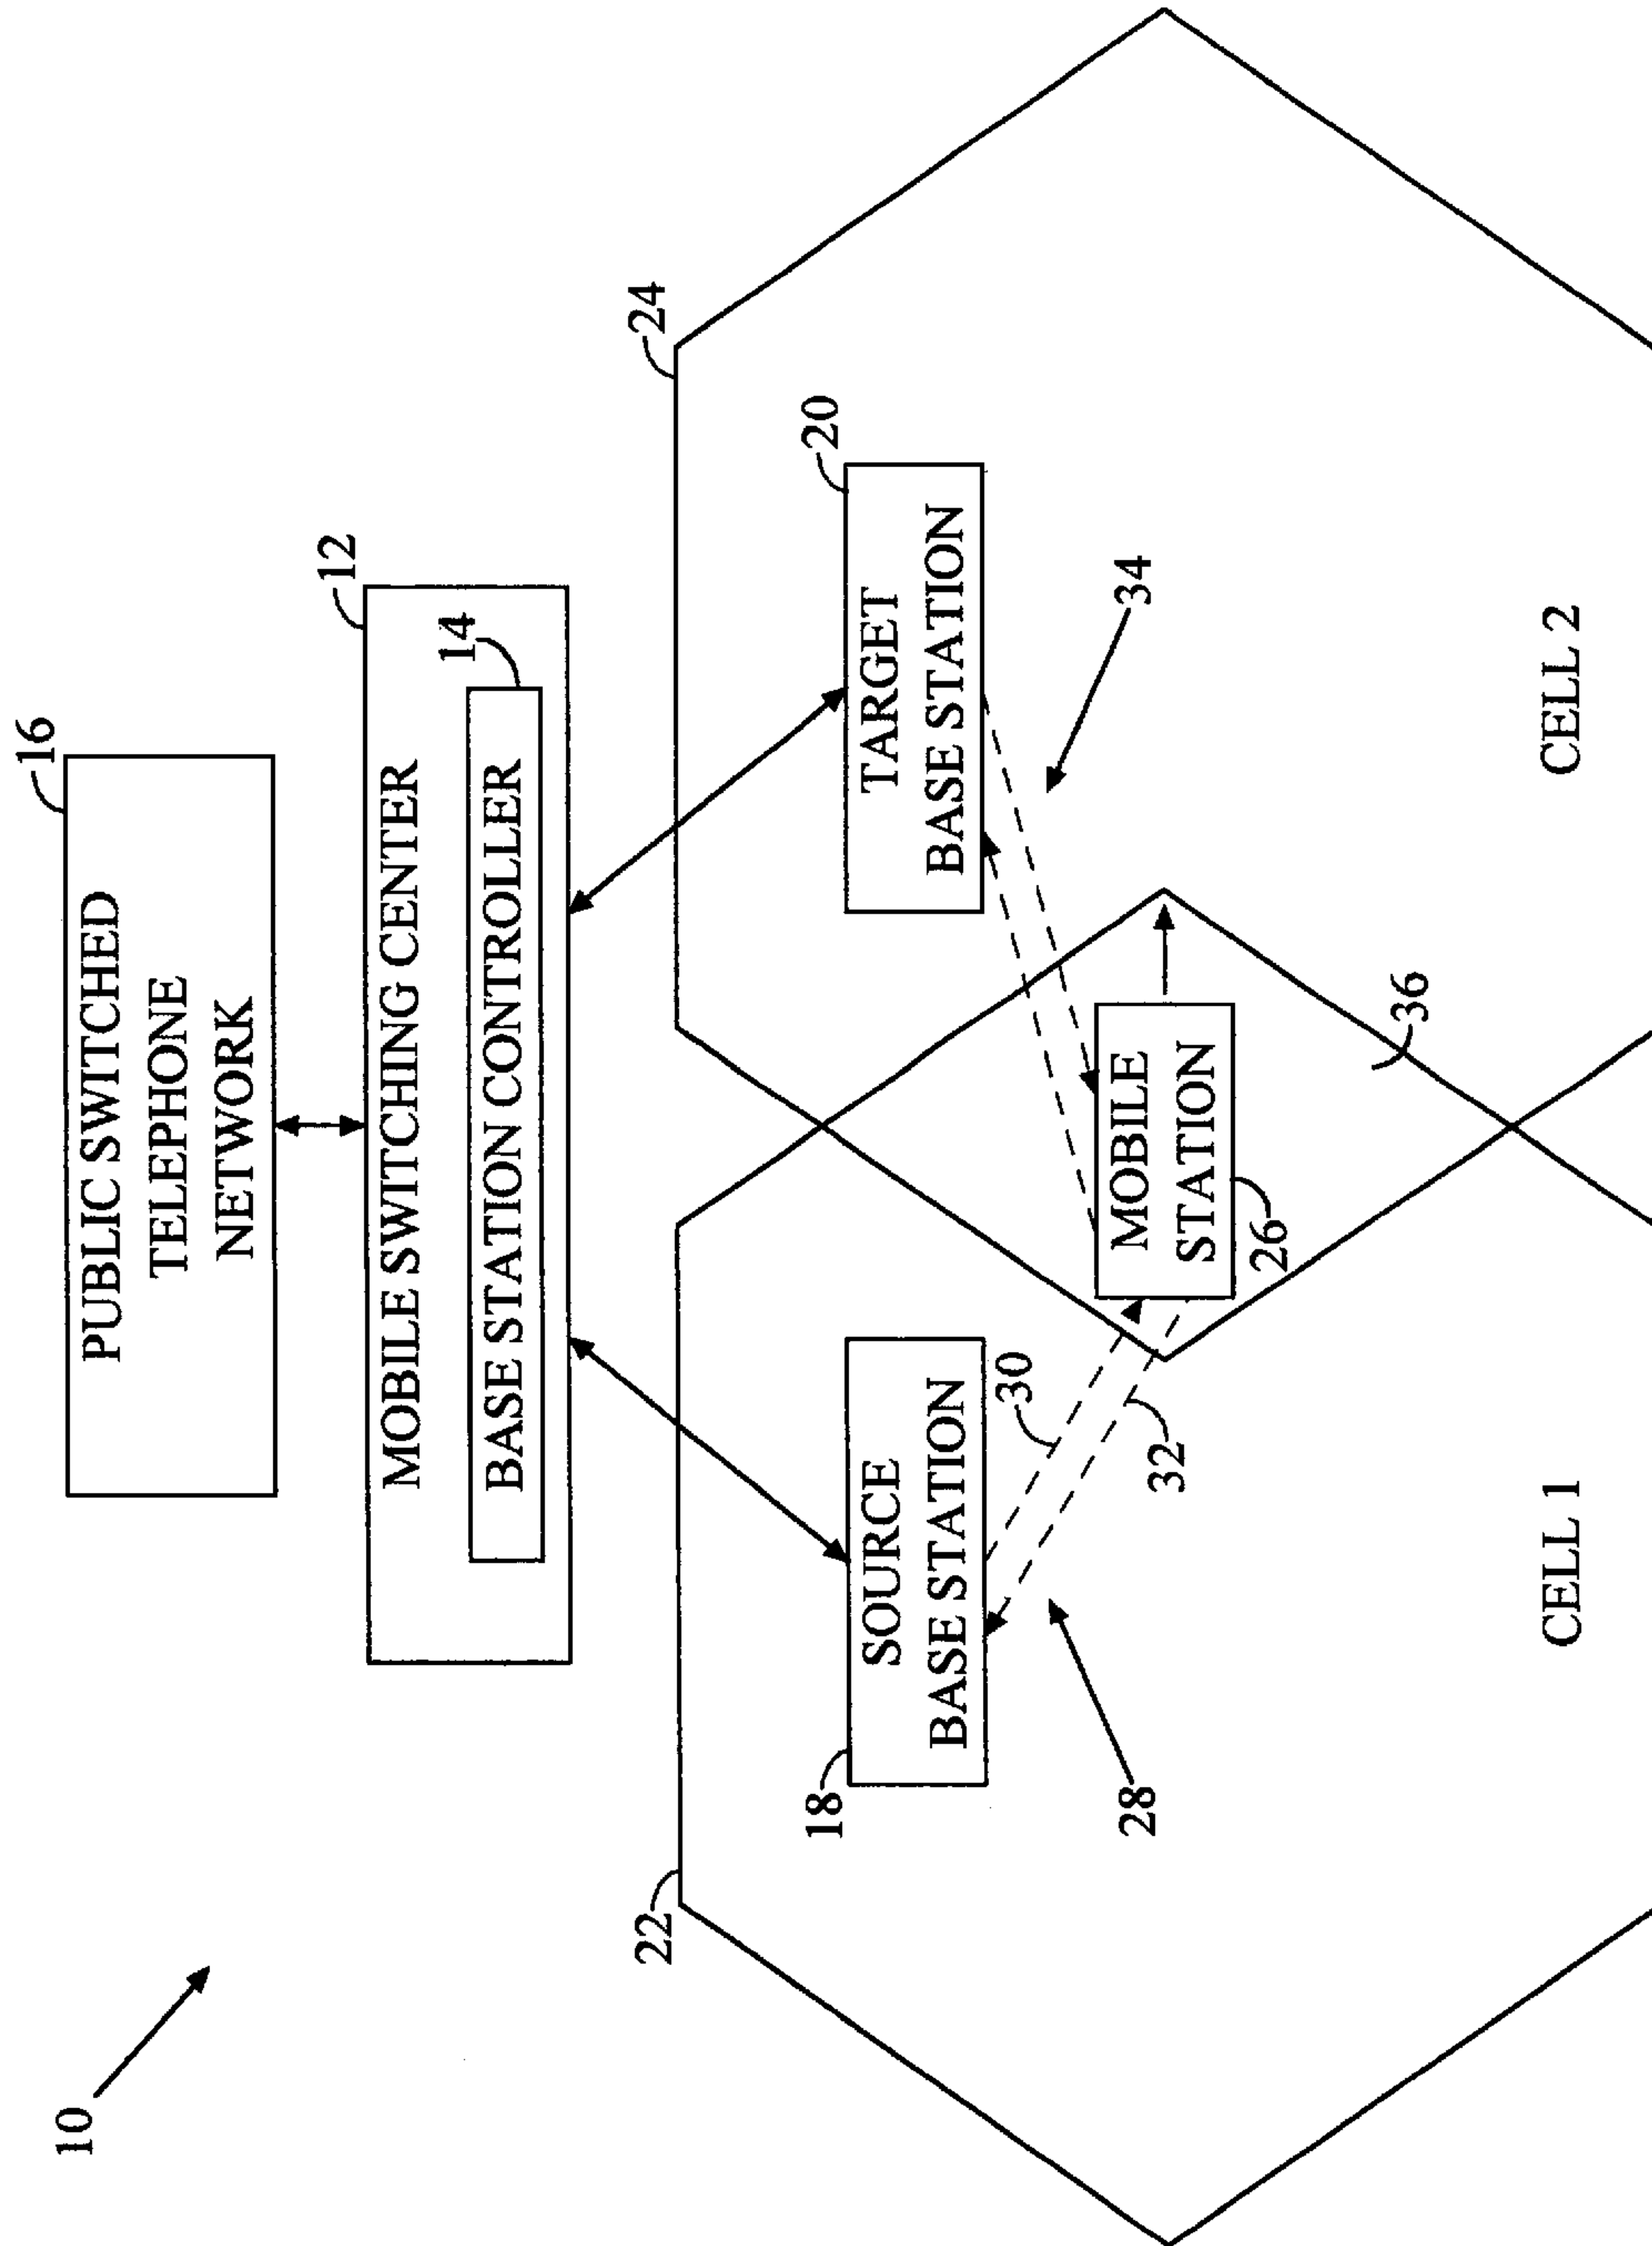 10
16
PUBLIC SWITCHED
TELEPHONE
NETWORK
12
MOBILE SWITCHING CENTER
14
BASE STATION CONTROLLER
22
24
18
SOURCE
BASE STATION
20
TARGET
BASE STATION
28
30
32
34
MOBILE
STATION
26
36
CELL 1
CELL 2